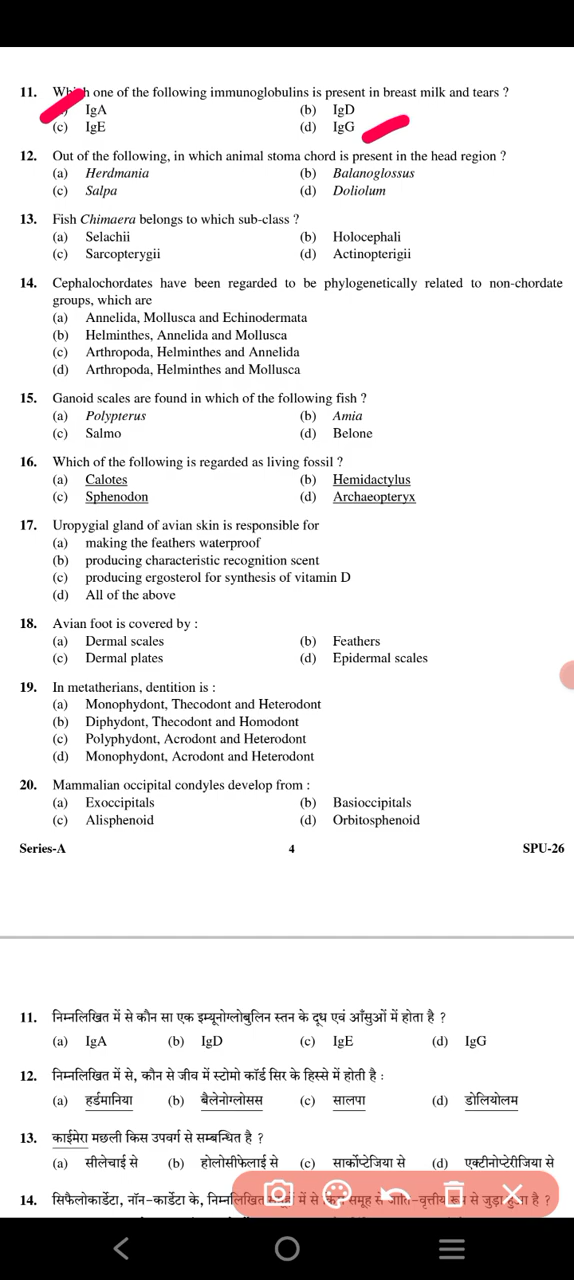 11. Which one of the following immunoglobulins is present in breast milk and tears ?
IgA (b) IgD
(c) IgE (d) IgG
12. Out of the following, in which animal stoma chord is present in the head region ?
(a) Herdmania (b) Balanoglossus
(c) Salpa (d) Doliolum
13. Fish Chimaera belongs to which sub-class ?
(a) Selachii (b) Holocephali
(c) Sarcopterygii (d) Actinopterigii
14. Cephalochordates have been regarded to be phylogenetically related to non-chordate
groups, which are
(a) Annelida, Mollusca and Echinodermata
(b) Helminthes, Annelida and Mollusca
(c) Arthropoda, Helminthes and Annelida
(d) Arthropoda, Helminthes and Mollusca
15. Ganoid scales are found in which of the following fish ?
(a) Polypterus (b) Amia
(c) Salmo (d) Belone
16. Which of the following is regarded as living fossil ?
(a) Calotes (b) Hemidactylus
(c) Sphenodon (d) Archaeopteryx
17. Uropygial gland of avian skin is responsible for
(a) making the feathers waterproof
(b) producing characteristic recognition scent
(c) producing ergosterol for synthesis of vitamin D
(d) All of the above
18. Avian foot is covered by :
(a) Dermal scales (b) Feathers
(c) Dermal plates (d) Epidermal scales
19. In metatherians, dentition is :
(a) Monophydont, Thecodont and Heterodont
(b) Diphydont, Thecodont and Homodont
(c) Polyphydont, Acrodont and Heterodont
(d) Monophydont, Acrodont and Heterodont
20. Mammalian occipital condyles develop from :
(a) Exoccipitals (b) Basioccipitals
(c) Alisphenoid (d) Orbitosphenoid
Series-A 4 SPU-26
11. निम्नलिखित में से कौन सा एक इम्यूनोग्लोबुलिन स्तन के दूध एवं आँसुओं में होता है ?
(a) IgA (b) IgD (c) IgE (d) IgG
12. निम्नलिखित में से, कौन से जीव में स्टोमो कॉर्ड सिर के हिस्से में होती है :
(a) हर्डमानिया (b) बैलेनोग्लोसस (c) सालपा (d) डोलियोलम
13. काईमेरा मछली किस उपवर्ग से सम्बन्धित है ?
(a) सीलेचाई से (b) होलोसीफेलाई से (c) सार्कोप्टेजिया से (d) एक्टीनोप्टेरीजिया से
14. सिफैलोकार्डेटा, नॉन-कार्डेटा के, निम्नलिखित में से किस समूह से जाति-वृत्तीय रूप से जुड़ा हुआ है ?